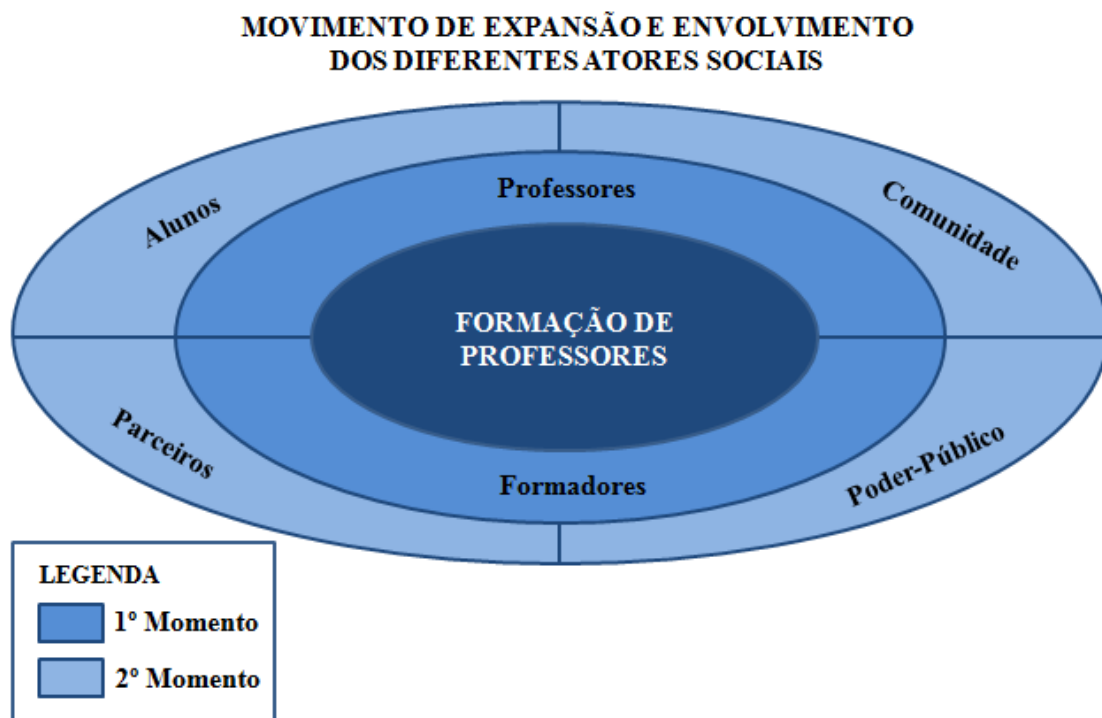 MOVIMENTO DE EXPANSÃO E ENVOLVIMENTO
DOS DIFERENTES ATORES SOCIAIS
Professores
Alunos
Comunidade
FORMAÇÃO DE
PROFESSORES
Parceiros
Poder-Público
Formadores
LEGENDA
1º Momento
2º Momento